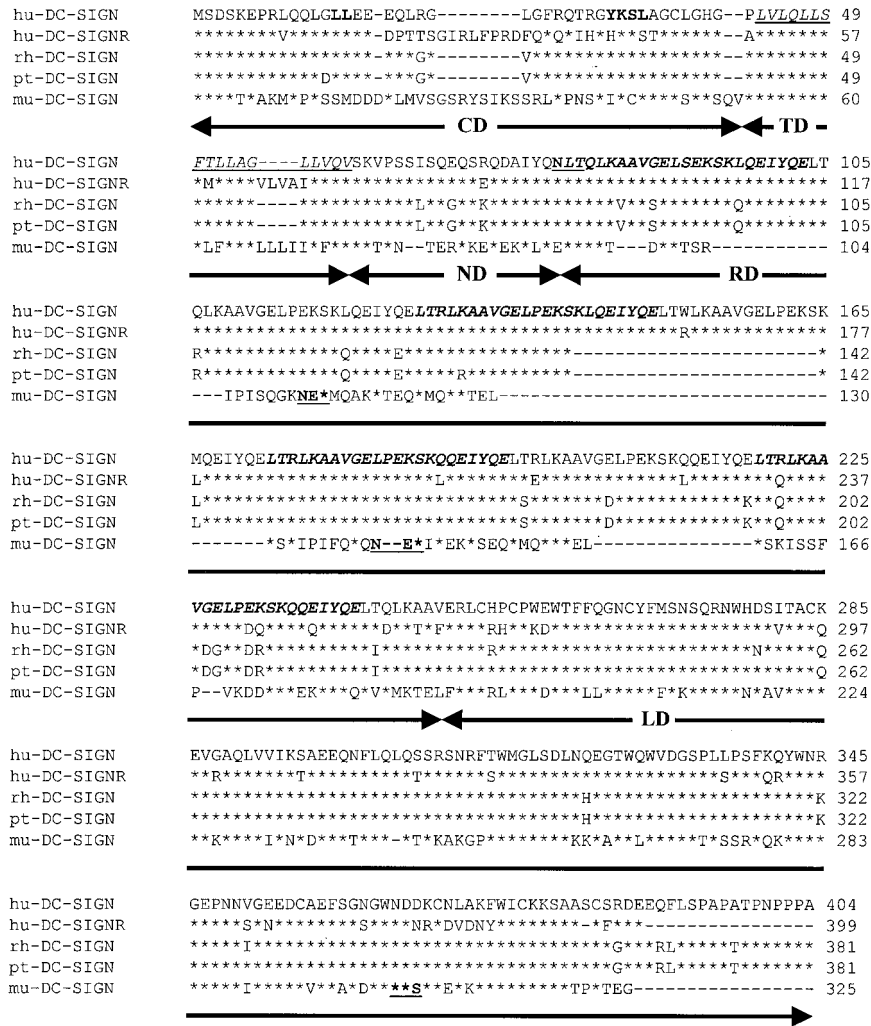 hu-DC-SIGN MSDSKEPRLQQLGLLEEE-EQLRG--------LGFRQTRGYKSLAGCLGHG--PLVLQLLS 49
hu-DC-SIGNR **********V*******-DPTTSGIRLFPRDFQ*Q*IH*H**ST*****--A******** 57
rh-DC-SIGN ******************-***G*--------*V*****************--******** 49
pt-DC-SIGN *************D****-***G*--------*V*****************--******** 49
mu-DC-SIGN ****T*AKM*P*SSMDDD*LMVSGSRYSIKSSRL*PNS*I*C****S**SQV******** 60
CD TD
hu-DC-SIGN FTLLAG----LLVQVSKVPSSISQEQSRQDAIYQNLTQLKAAVGELSEKSKLQEIYQELT 105
hu-DC-SIGNR *M****VLVAI****************E******************************** 117
rh-DC-SIGN ******----***********L**G**K************V**S*******Q******** 105
pt-DC-SIGN ******----***********L**G**K************V**S*******Q******** 105
mu-DC-SIGN *LF***LLLII*F****T*N--TER*KE*EK*L*E****T---D**TSR----------- 104
ND RD
hu-DC-SIGN QLKAAVGELPEKSKLQEIYQELTRLKAAVGELPEKSKLQEIYQELTWLKAAVGELPEKSK 165
hu-DC-SIGNR **********************************************R************* 177
rh-DC-SIGN R*************Q****E****************-----------------------* 142
pt-DC-SIGN R*************Q****E*****R**********-----------------------* 142
mu-DC-SIGN ---IPISQGKNE*MQAK*TEQ*MQ**TEL------------------------------- 130
hu-DC-SIGN MQEIYQELTRLKAAVGELPEKSKQQEIYQELTRLKAAVGELPEKSKQQEIYQELTRLKAA 225
hu-DC-SIGNR L**********************L********E*************L********Q**** 237
rh-DC-SIGN L******************************S*******D************K**Q**** 202
pt-DC-SIGN L******************************S*******D************K**Q**** 202
mu-DC-SIGN -------*S*IPIFQ*QN--E*I*EK*SEQ*MQ***EL---------------*SKISSF 166
hu-DC-SIGN VGELPEKSKQQEIYQELTQLKAAVERLCHPCPWEWTFFQGNCYFMSNSQRNWHDSITACK 285
hu-DC-SIGNR *****DQ****Q******D**T*F****RH**KD********************V****Q 297
rh-DC-SIGN *DG**DR**********I**********R************************N*****Q 262
pt-DC-SIGN *DG**DR**********I*****************************************Q 262
mu-DC-SIGN P--VKDD***EK***Q*V*MKTELF***RL***D***LL*****F*K*****N*AV**** 224
LD
hu-DC-SIGN EVGAQLVVIKSAEEQNFLQLQSSRSNRFTWMGLSDLNQEGTWQWVDGSPLLPSFKQYWNR 345
hu-DC-SIGNR **R*******T**********T******S*********************S***QR**** 357
rh-DC-SIGN *************************************H*********************K 322
pt-DC-SIGN *************************************H*********************K 322
mu-DC-SIGN **K****I*N*D***T****-*T*KAKGP********KK*A**L*****T*SSR*QK*** 283
hu-DC-SIGN GEPNNVGEEDCAEFSGNGWNDDKCNLAKFWICKKSAASCSRDEEQFLSPAPATPNPPPA 404
hu-DC-SIGNR *****S*N********S****NR*DVDNY********-*F***---------------- 399
rh-DC-SIGN *****I**********************************G***RL****T******* 381
pt-DC-SIGN ****************************************G***RL****T******* 381
mu-DC-SIGN *****I*****V**A*D****S**E*K*********TP*TEG----------------- 325